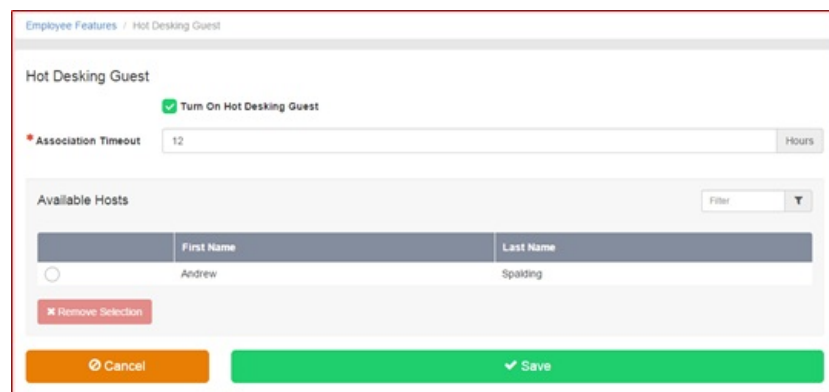 Employee Features / Hot Desking Guest
Hot Desking Guest
Turn On Hot Desking Guest
* Association Timeout 12 Hours
Available Hosts Filter
First Name Last Name
Andrew Spalding
Remove Selection
Cancel Save